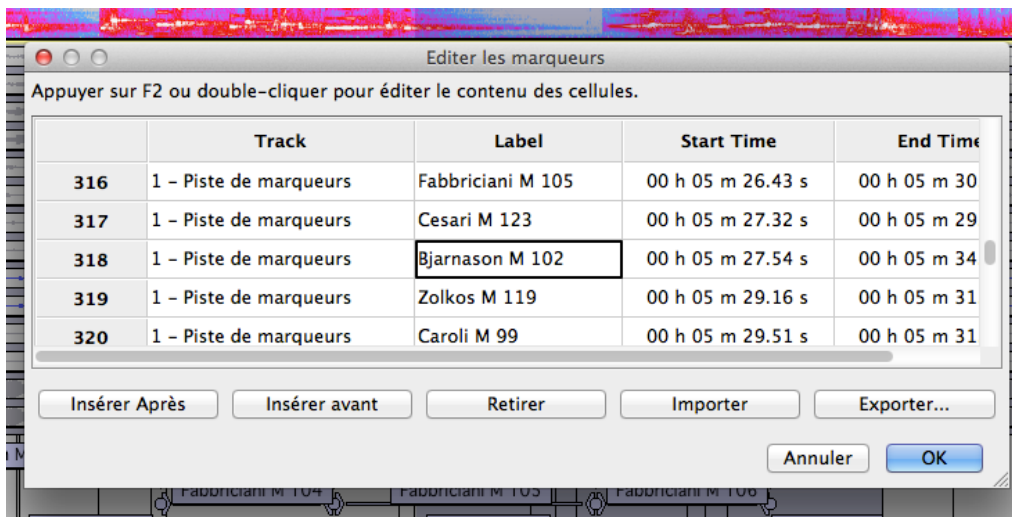 Editer les marqueurs
Appuyer sur F2 ou double-cliquer pour éditer le contenu des cellules.
Track Label Start Time End Time
316 1 – Piste de marqueurs Fabbriciani M 105 00 h 05 m 26.43 s 00 h 05 m 30
317 1 – Piste de marqueurs Cesari M 123 00 h 05 m 27.32 s 00 h 05 m 29
318 1 – Piste de marqueurs Bjarnason M 102 00 h 05 m 27.54 s 00 h 05 m 34
319 1 – Piste de marqueurs Zolkos M 119 00 h 05 m 29.16 s 00 h 05 m 31
320 1 – Piste de marqueurs Caroli M 99 00 h 05 m 29.51 s 00 h 05 m 31
Insérer Après Insérer avant Retirer Importer Exporter...
Annuler OK
M
Fabbriciani M 104 Fabbriciani M 105 Fabbriciani M 106